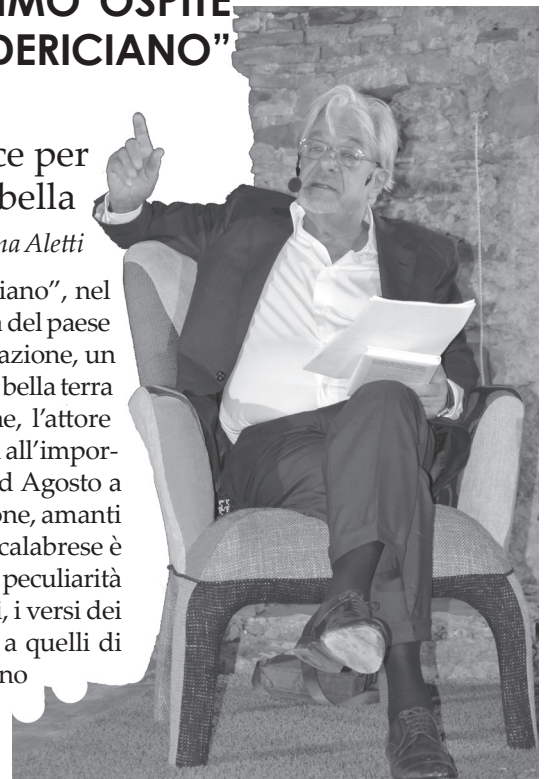 IMO OSPITE
DERICIANO”
ce per
bella
na Aletti
iano”, nel
del paese
azione, un
bella terra
ne, l’attore
all’impor-
d Agosto a
one, amanti
calabrese è
peculiarità
i, i versi dei
a quelli di
no